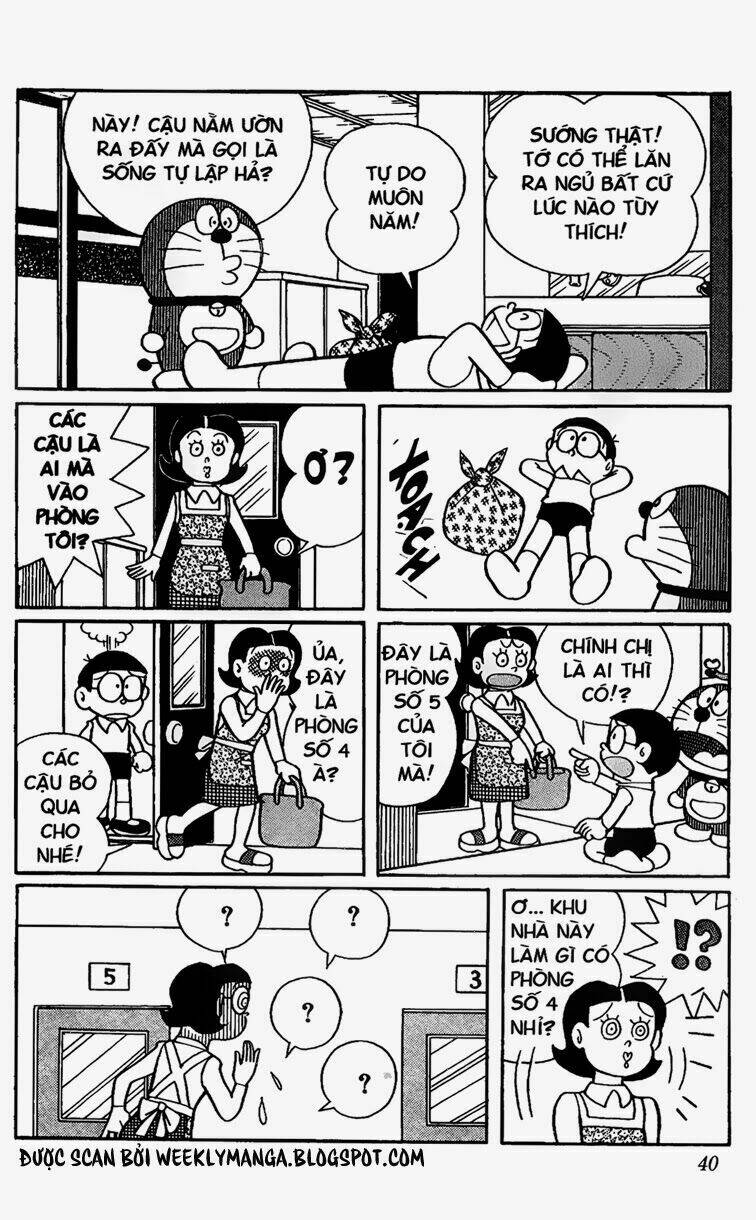 SƯỚNG THẬT!
TỚ CÓ THỂ LĂN
RA NGỦ BẤT CỨ
LÚC NÀO TÙY
THÍCH!
TỰ DO
MUÔN
NĂM!
NÀY! CẬU NẰM ƯỜN
RA ĐẤY MÀ GỌI LÀ
SỐNG TỰ LẬP HẢ?
XOẠCH
Ơ?
CÁC
CẬU LÀ
AI MÀ
VÀO
PHÒNG
TÔI?
CHÍNH CHỊ
LÀ AI THÌ
CÓ!?
ĐÂY LÀ
PHÒNG
SỐ 5
CỦA
TÔI
MÀ!
ỦA,
ĐÂY
LÀ
PHÒNG
SỐ 4
À?
CÁC
CẬU BỎ
QUA
CHO
NHÉ!
!?
Ơ... KHU
NHÀ NÀY
LÀM GÌ CÓ
PHÒNG
SỐ 4
NHỈ?
?
?
?
?
5
3
ĐƯỢC SCAN BỞI WEEKLYMANGA.BLOGSPOT.COM
40